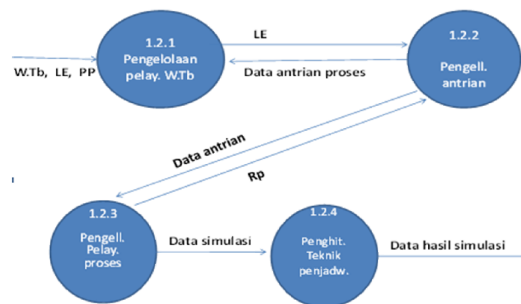 1.2.1
Pengelolaan
pelay. W.Tb
LE
1.2.2
Pengell.
antrian
W.Tb, LE, PP
Data antrian proses
Data antrian
Rp
1.2.3
Pengell.
Pelay.
proses
Data simulasi
1.2.4
Penghit.
Teknik
penjadw.
Data hasil simulasi